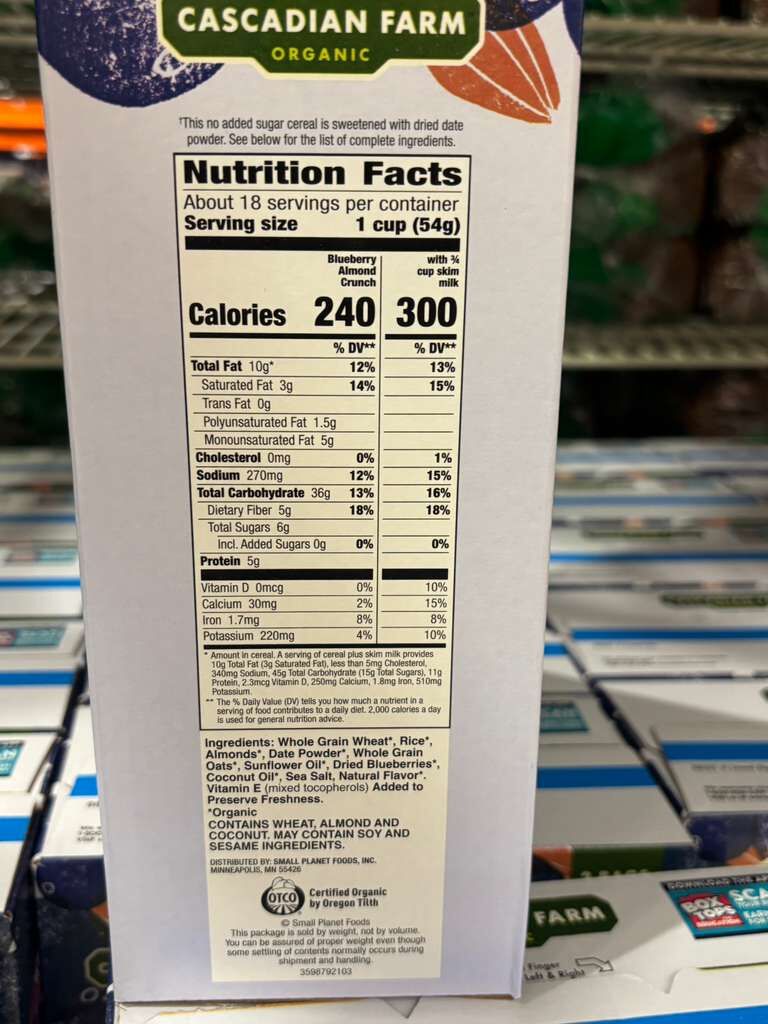 CASCADIAN FARM
ORGANIC
†This no added sugar cereal is sweetened with dried date
powder. See below for the list of complete ingredients.
Nutrition Facts
About 18 servings per container
Serving size 1 cup (54g)
Blueberry Almond Crunch with ¾ cup skim milk
Calories 240 300
% DV** % DV**
Total Fat 10g* 12% 13%
Saturated Fat 3g 14% 15%
Trans Fat 0g
Polyunsaturated Fat 1.5g
Monounsaturated Fat 5g
Cholesterol 0mg 0% 1%
Sodium 270mg 12% 15%
Total Carbohydrate 36g 13% 16%
Dietary Fiber 5g 18% 18%
Total Sugars 6g
Incl. Added Sugars 0g 0% 0%
Protein 5g
Vitamin D 0mcg 0% 10%
Calcium 30mg 2% 15%
Iron 1.7mg 8% 8%
Potassium 220mg 4% 10%
* Amount in cereal. A serving of cereal plus skim milk provides
10g Total Fat (3g Saturated Fat), less than 5mg Cholesterol,
340mg Sodium, 45g Total Carbohydrate (15g Total Sugars), 11g
Protein, 2.3mcg Vitamin D, 250mg Calcium, 1.8mg Iron, 510mg
Potassium.
** The % Daily Value (DV) tells you how much a nutrient in a
serving of food contributes to a daily diet. 2,000 calories a day
is used for general nutrition advice.
Ingredients: Whole Grain Wheat*, Rice*,
Almonds*, Date Powder*, Whole Grain
Oats*, Sunflower Oil*, Dried Blueberries*,
Coconut Oil*, Sea Salt, Natural Flavor*.
Vitamin E (mixed tocopherols) Added to
Preserve Freshness.
*Organic
CONTAINS WHEAT, ALMOND AND
COCONUT. MAY CONTAIN SOY AND
SESAME INGREDIENTS.
DISTRIBUTED BY: SMALL PLANET FOODS, INC.
MINNEAPOLIS, MN 55426
OTCO
Certified Organic
by Oregon Tilth
© Small Planet Foods
This package is sold by weight, not by volume.
You can be assured of proper weight even though
some settling of contents normally occurs during
shipment and handling.
3598792103
BOX
TOPS
FARM
Finger
Left & Right